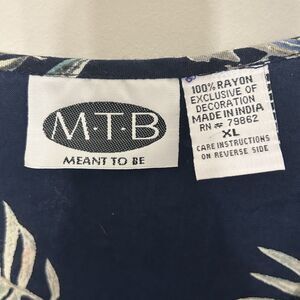 M·T·B
MEANT TO BE
100% RAYON
EXCLUSIVE OF
DECORATION
MADE IN INDIA
RN# 79862
XL
CARE INSTRUCTIONS
ON REVERSE SIDE